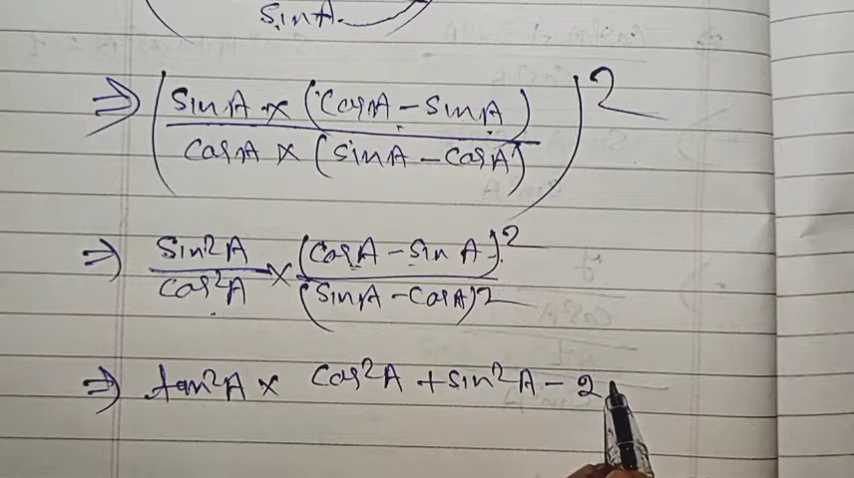 SinA.
⇒ (SinA × (CosA - SinA) / CosA × (SinA - CosA))²
⇒ Sin²A / Cos²A × (CosA - Sin A)² / (SinA - CosA)²
⇒ tan²A × Cos²A + Sin²A - 2